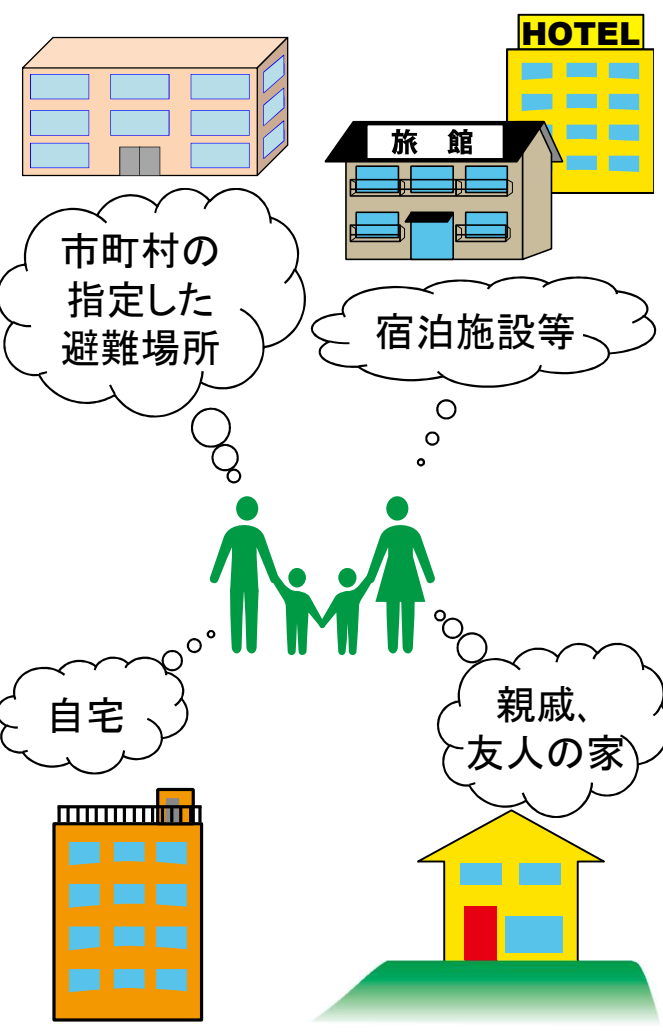 HOTEL
旅館
市町村の
指定した
避難場所
宿泊施設等
自宅
親戚、
友人の家